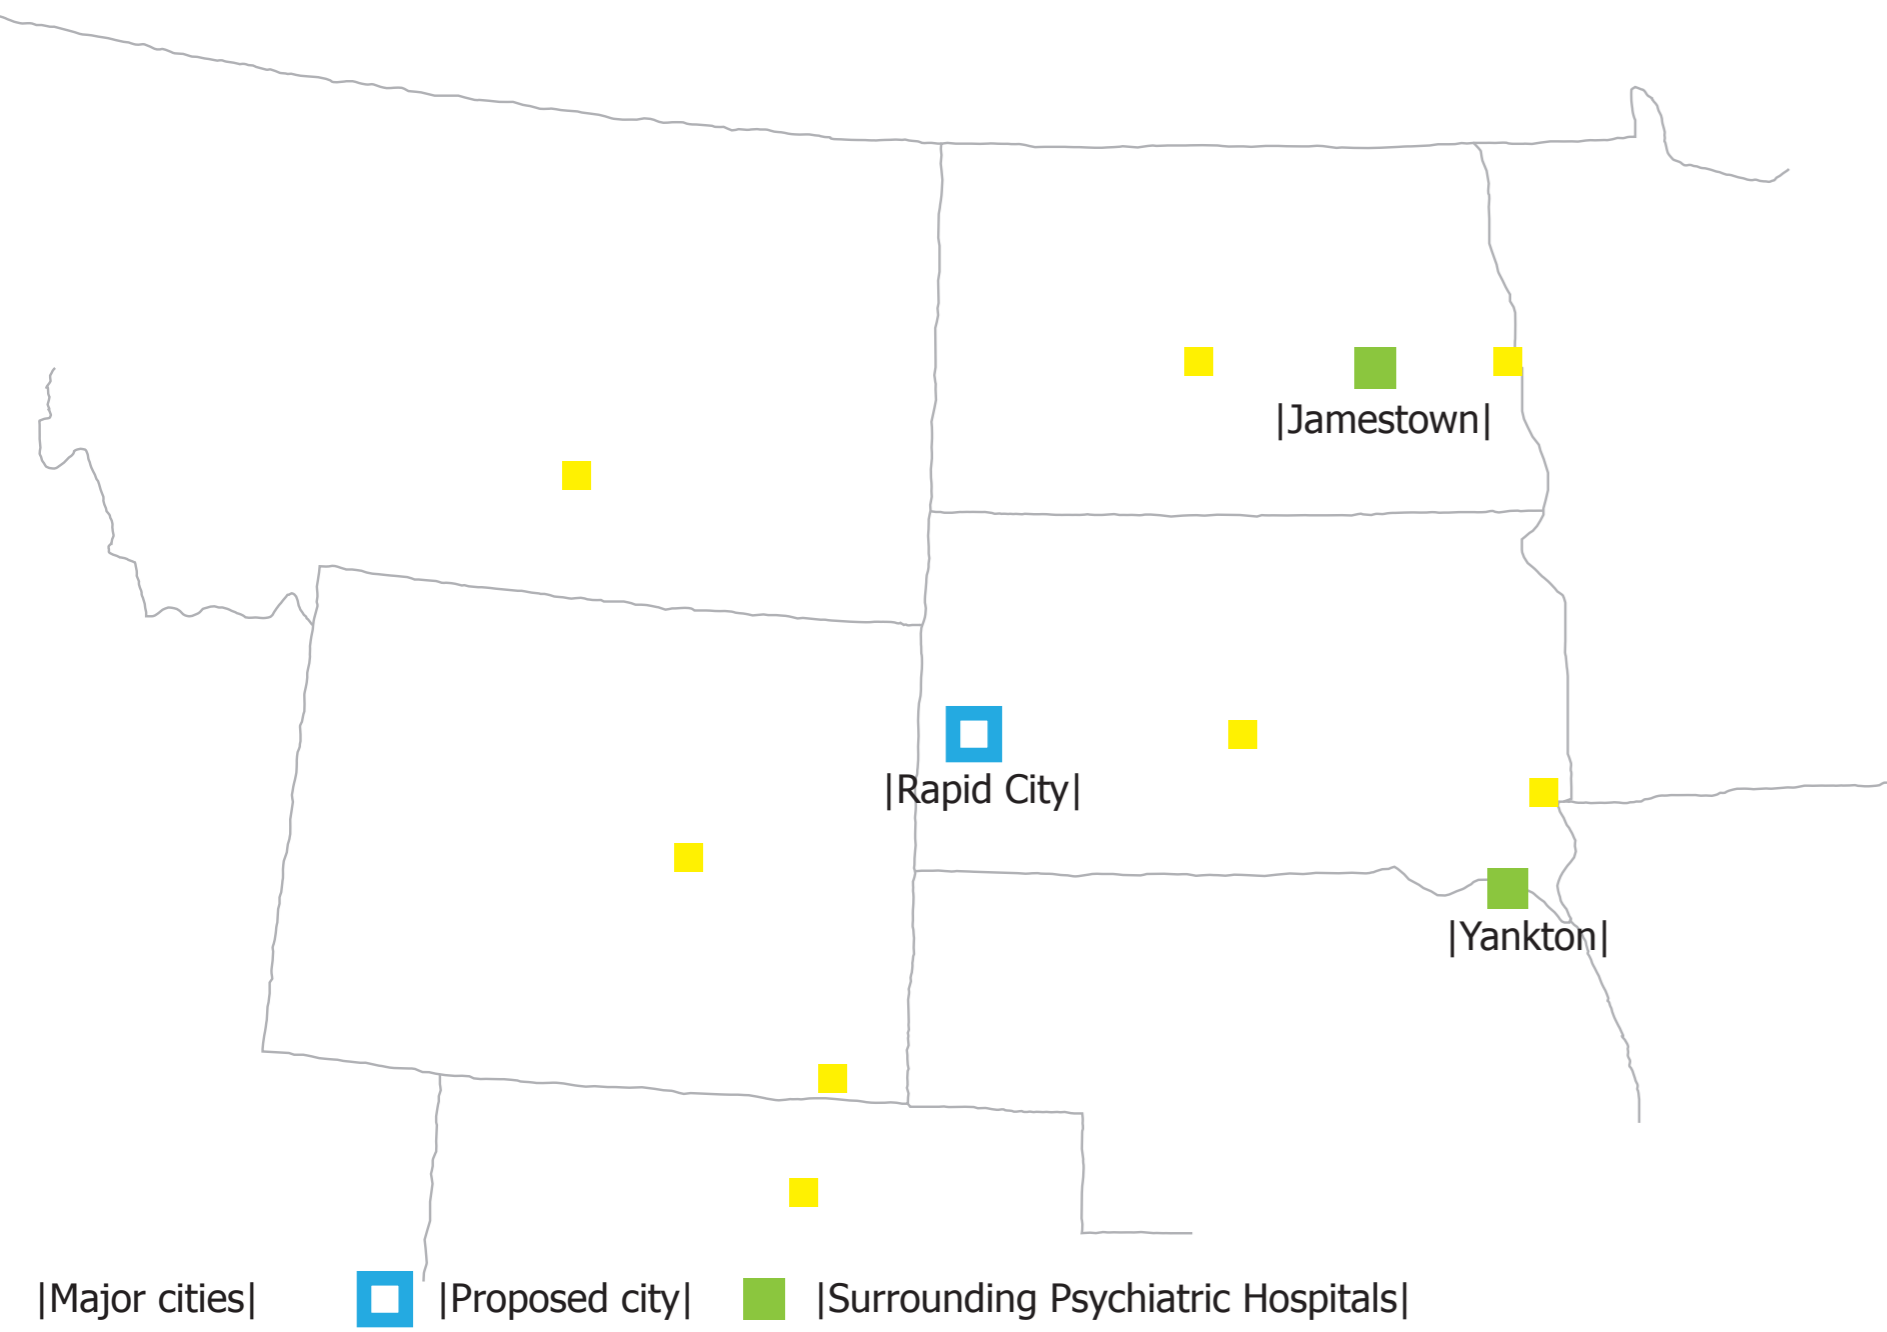 |Jamestown|
|Rapid City|
|Yankton|
|Major cities| |Proposed city| |Surrounding Psychiatric Hospitals|